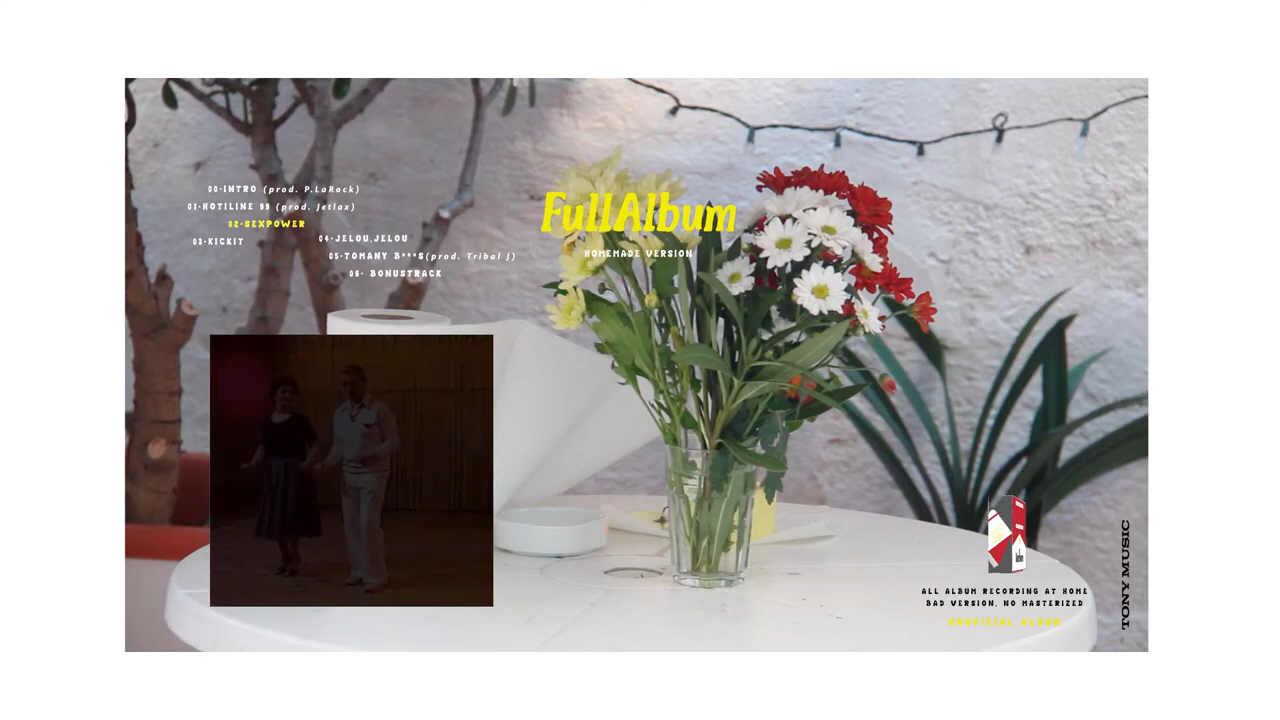 00-INTRO (prod. P.LaRock)
01-HOTILINE 99 (prod. Jetlax)
02-SEXPOWER
03-KICKIT
04-JELOU,JELOU
05-TOMANY B***S(prod. Tribal J)
06- BONUSTRACK
FullAlbum
HOMEMADE VERSION
ALL ALBUM RECORDING AT HOME
BAD VERSION, NO MASTERIZED
UNOFICIAL ALBUM
TONY MUSIC